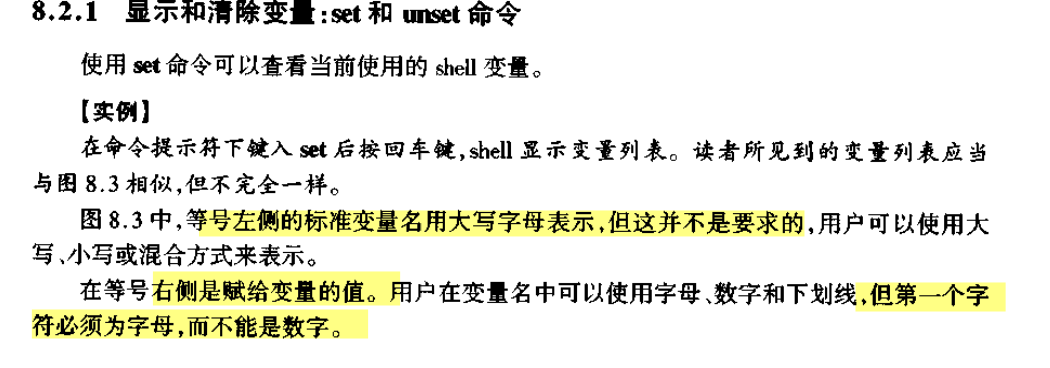 8.2.1 显示和清除变量:set 和 unset 命令
使用 set 命令可以查看当前使用的 shell 变量。
【实例】
在命令提示符下键入 set 后按回车键,shell 显示变量列表。读者所见到的变量列表应当
与图 8.3 相似,但不完全一样。
图 8.3 中,等号左侧的标准变量名用大写字母表示,但这并不是要求的,用户可以使用大
写、小写或混合方式来表示。
在等号右侧是赋给变量的值。用户在变量名中可以使用字母、数字和下划线,但第一个字
符必须为字母,而不能是数字。